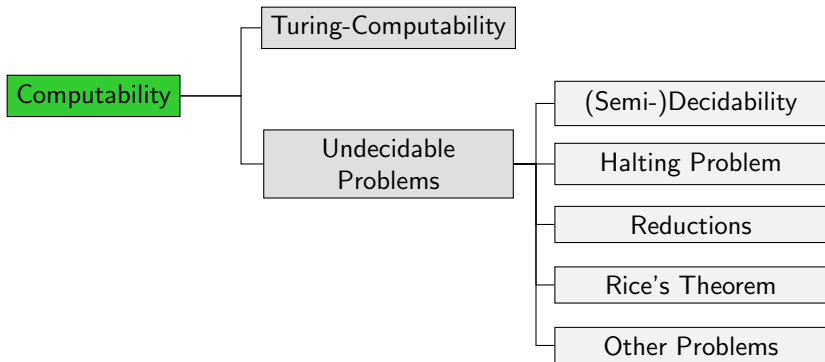 Turing-Computability
Computability
Undecidable
Problems
(Semi-)Decidability
Halting Problem
Reductions
Rice's Theorem
Other Problems